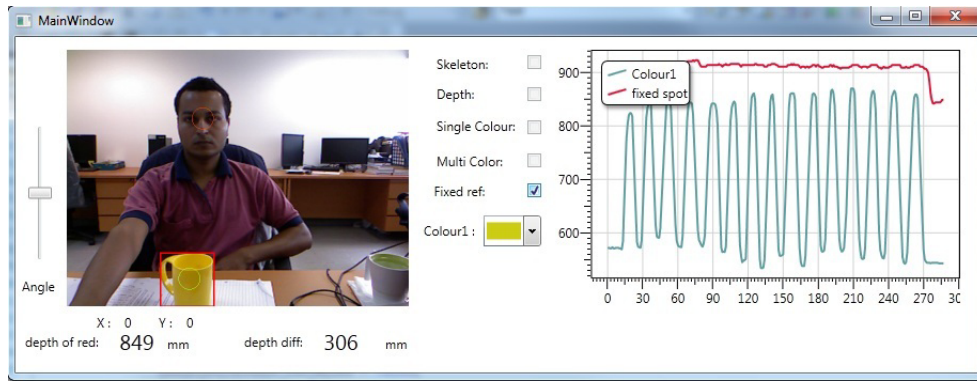 MainWindow
Skeleton:
Depth:
Single Colour:
Multi Color:
Fixed ref:
Colour1 :
Angle
X: 0 Y: 0
depth of red: 849 mm depth diff: 306 mm
Colour1
fixed spot
900
800
700
600
0 30 60 90 120 150 180 210 240 270 30